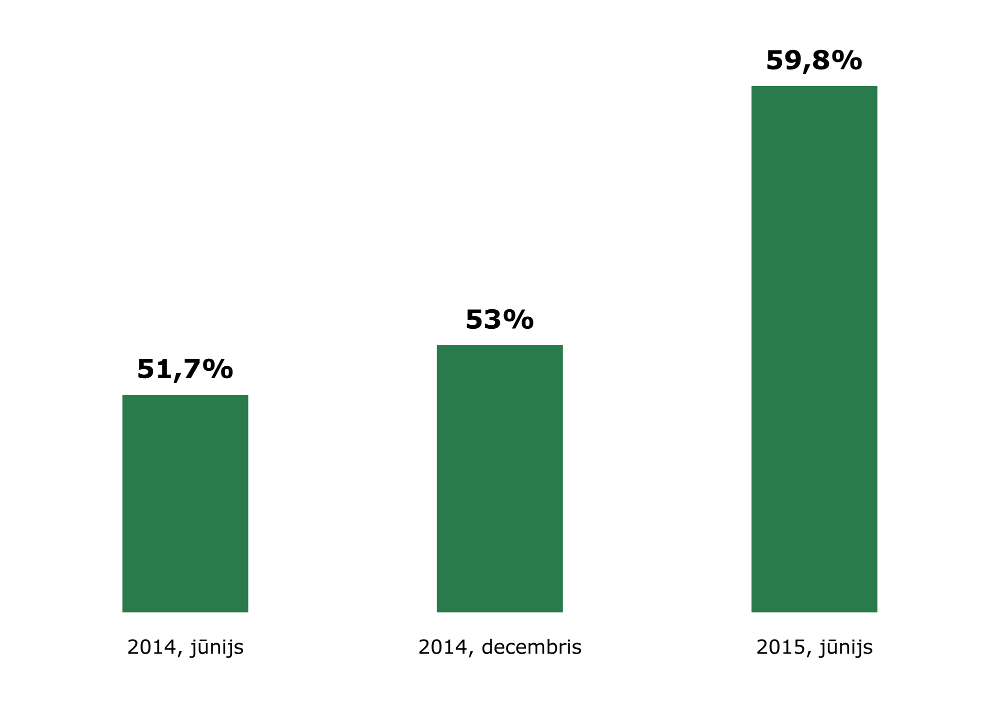 59,8%
53%
51,7%
2014, jūnijs
2014, decembris
2015, jūnijs